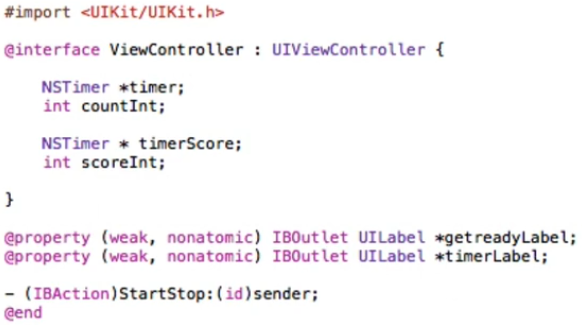 #import <UIKit/UIKit.h>
@interface ViewController : UIViewController {
NSTimer *timer;
int countInt;
NSTimer * timerScore;
int scoreInt;
}
@property (weak, nonatomic) IBOutlet UILabel *getreadyLabel;
@property (weak, nonatomic) IBOutlet UILabel *timerLabel;
- (IBAction)StartStop:(id)sender;
@end